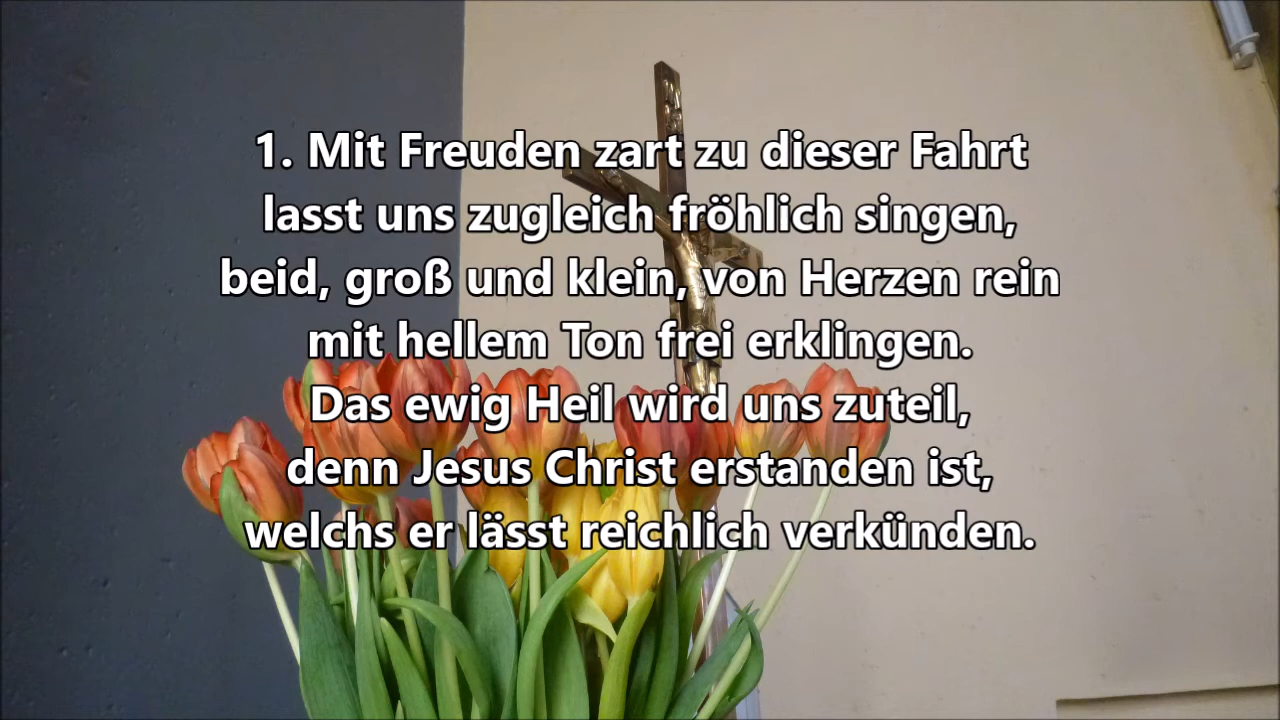 1. Mit Freuden zart zu dieser Fahrt
lasst uns zugleich fröhlich singen,
beid, groß und klein, von Herzen rein
mit hellem Ton frei erklingen.
Das ewig Heil wird uns zuteil,
denn Jesus Christ erstanden ist,
welchs er lässt reichlich verkünden.